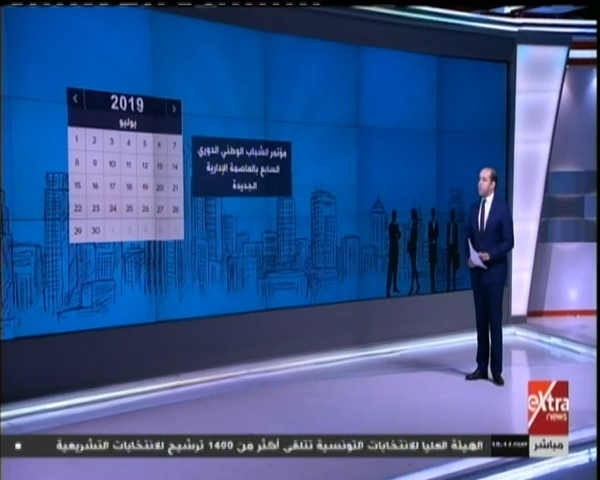 2019
يوليو
1 2 3 4 5 6 7
8 9 10 11 12 13 14
15 16 17 18 19 20 21
22 23 24 25 26 27 28
29 30
مؤتمر الشباب الوطني الدوري
السابع بالعاصمة الإدارية
الجديدة
eXtra
news
مباشر
الهيئة العليا للانتخابات التونسية تتلقى أكثر من 1400 ترشيح للانتخابات التشريعية